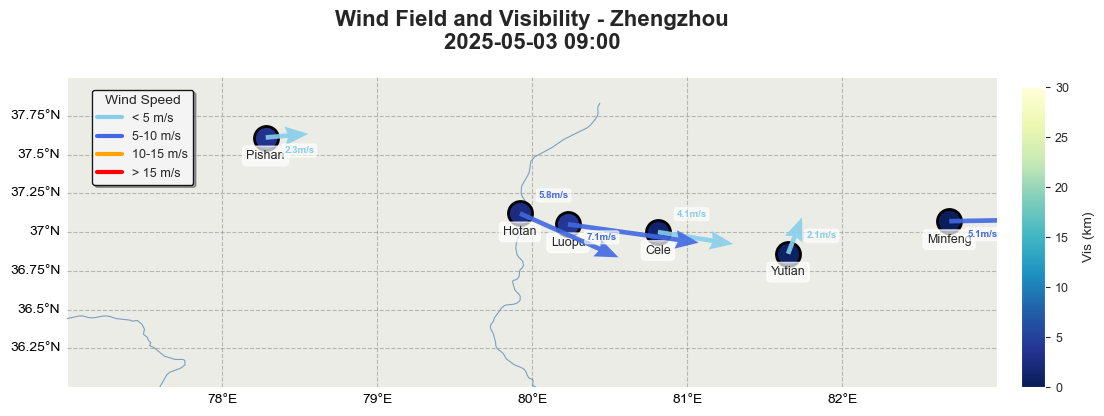 Wind Field and Visibility - Zhengzhou
2025-05-03 09:00
Wind Speed
< 5 m/s
5-10 m/s
10-15 m/s
> 15 m/s
37.75°N
37.5°N
37.25°N
37°N
36.75°N
36.5°N
36.25°N
78°E
79°E
80°E
81°E
82°E
Pishan
2.3m/s
5.8m/s
Hotan
7.1m/s
4.1m/s
Cele
2.1m/s
Yutian
Minfeng
5.1m/s
30
25
20
15
10
5
0
Vis (km)